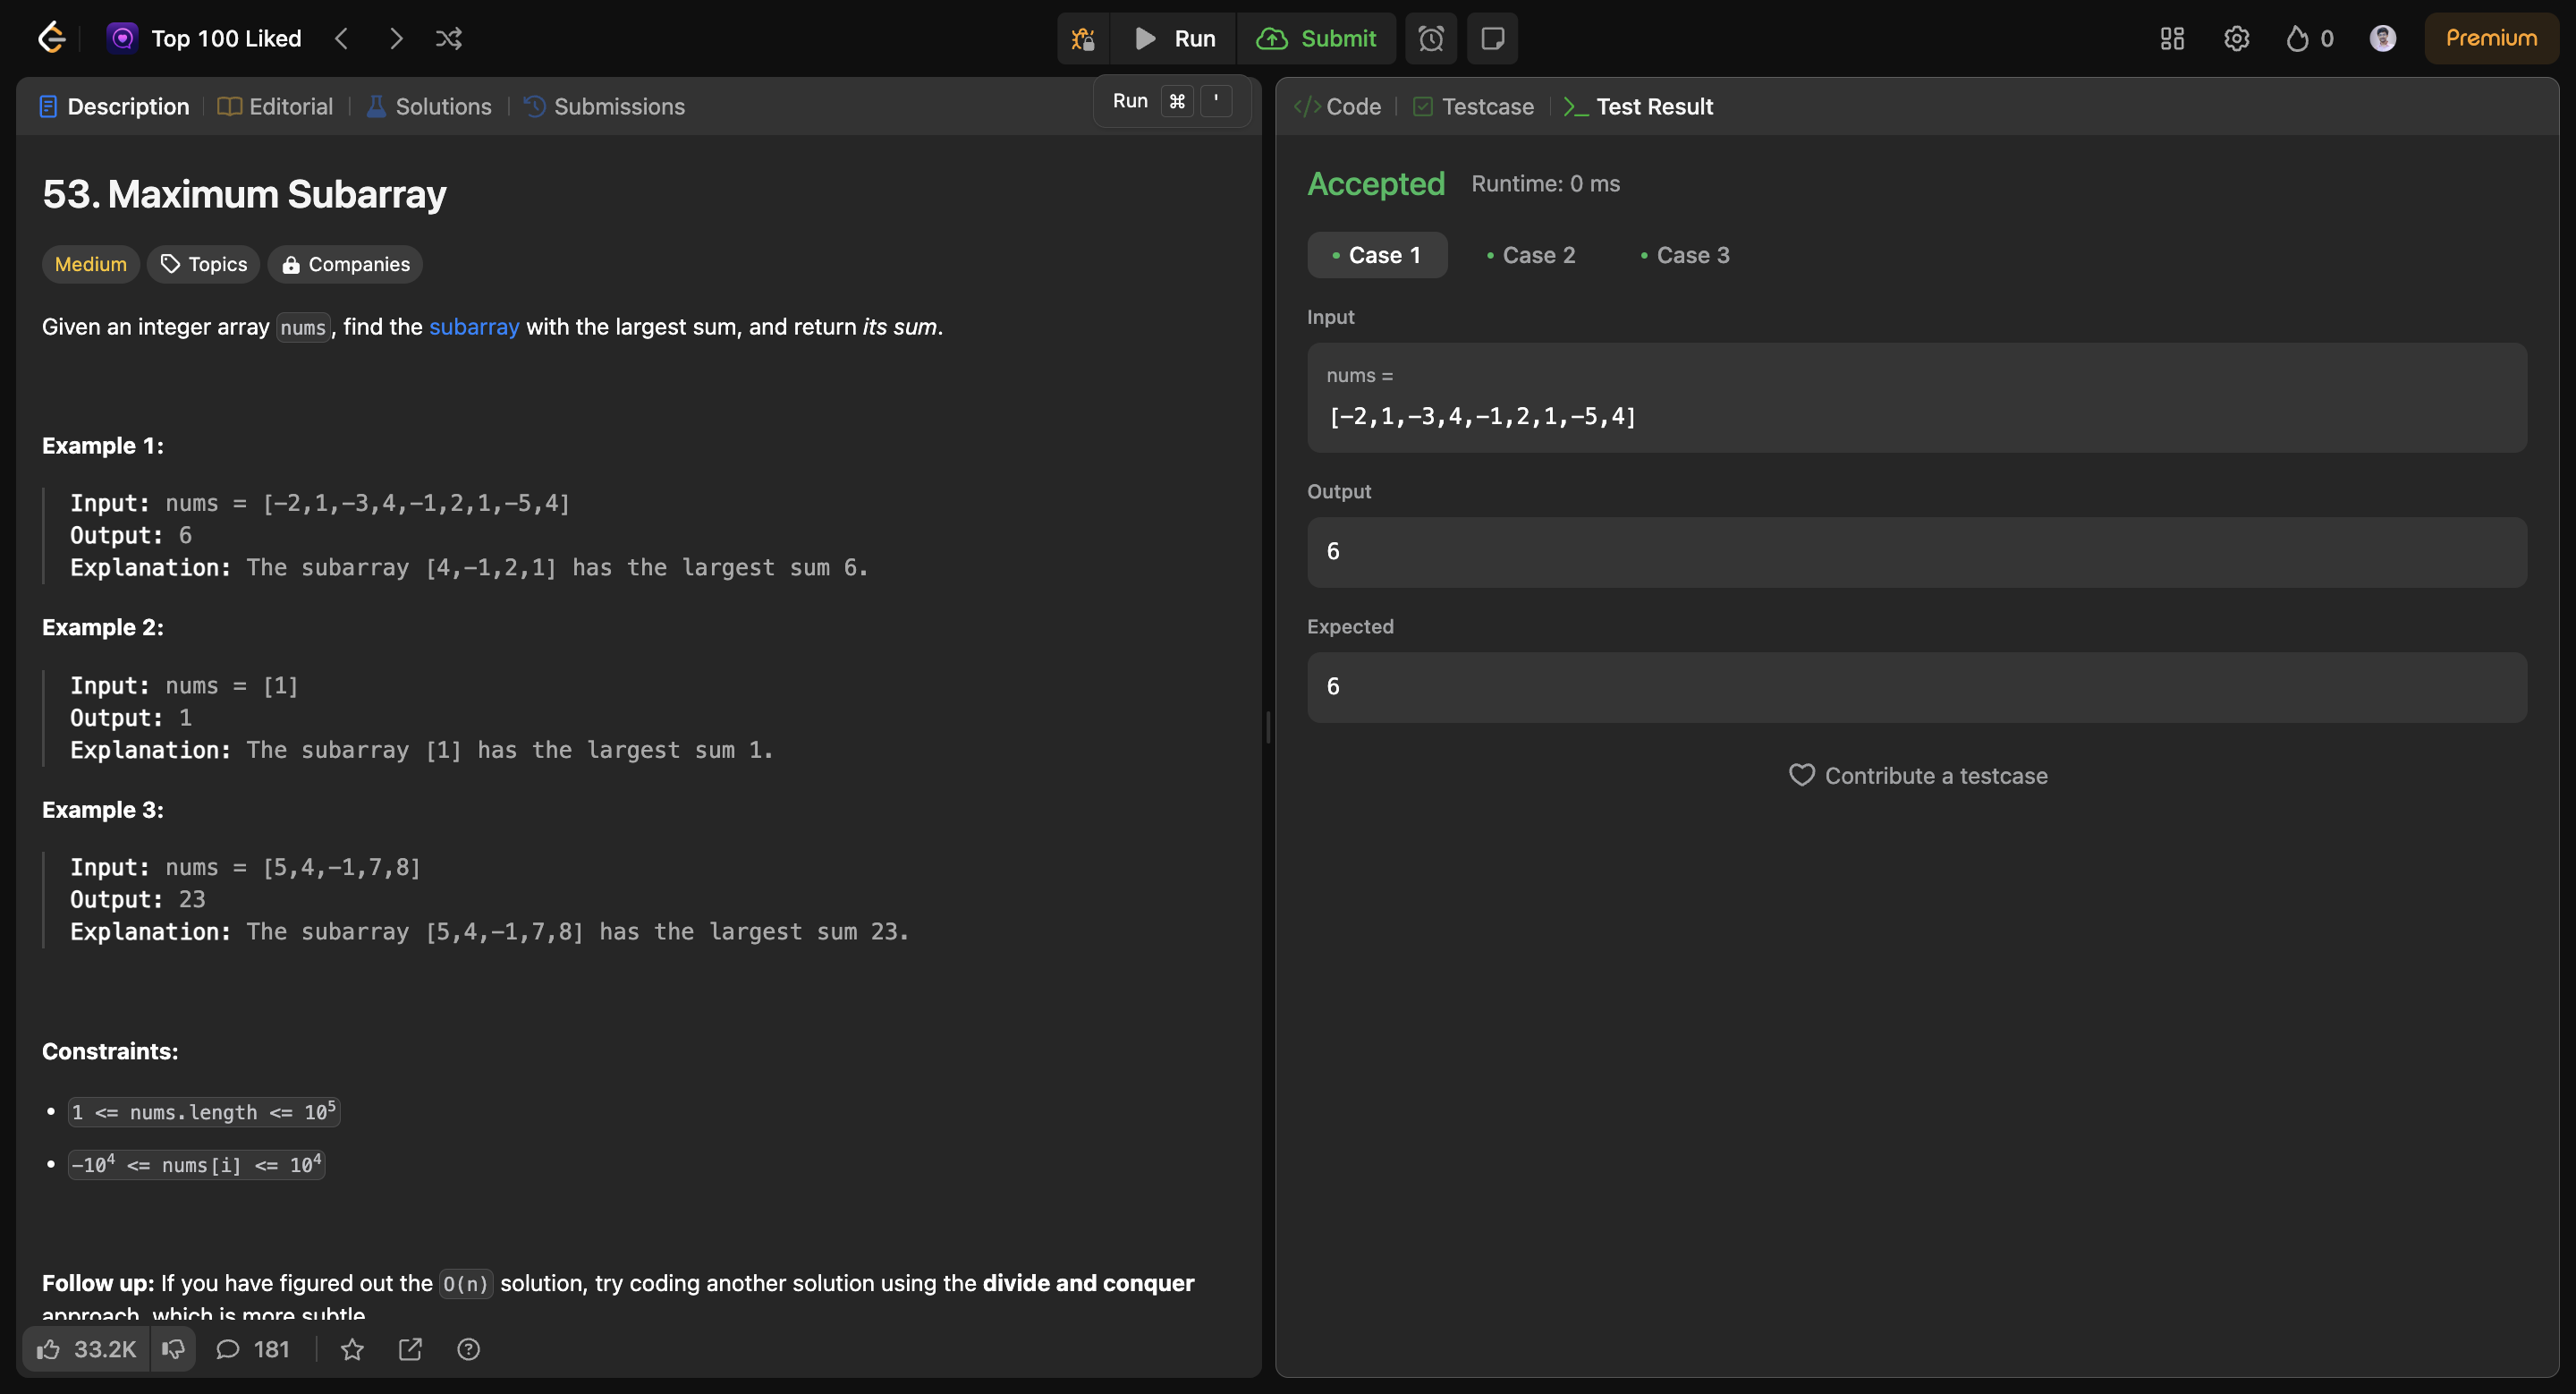 Top 100 Liked
Run
Submit
0
Premium
Description
Editorial
Solutions
Submissions
Run ⌘ '
53. Maximum Subarray
Medium
Topics
Companies
Given an integer array nums, find the subarray with the largest sum, and return its sum.
Example 1:
Input: nums = [-2,1,-3,4,-1,2,1,-5,4]
Output: 6
Explanation: The subarray [4,-1,2,1] has the largest sum 6.
Example 2:
Input: nums = [1]
Output: 1
Explanation: The subarray [1] has the largest sum 1.
Example 3:
Input: nums = [5,4,-1,7,8]
Output: 23
Explanation: The subarray [5,4,-1,7,8] has the largest sum 23.
Constraints:
• 1 <= nums.length <= 10⁵
• -10⁴ <= nums[i] <= 10⁴
Follow up: If you have figured out the O(n) solution, try coding another solution using the divide and conquer
approach, which is more subtle
33.2K
181
</> Code
Testcase
>_ Test Result
Accepted
Runtime: 0 ms
• Case 1
• Case 2
• Case 3
Input
nums =
[-2,1,-3,4,-1,2,1,-5,4]
Output
6
Expected
6
Contribute a testcase